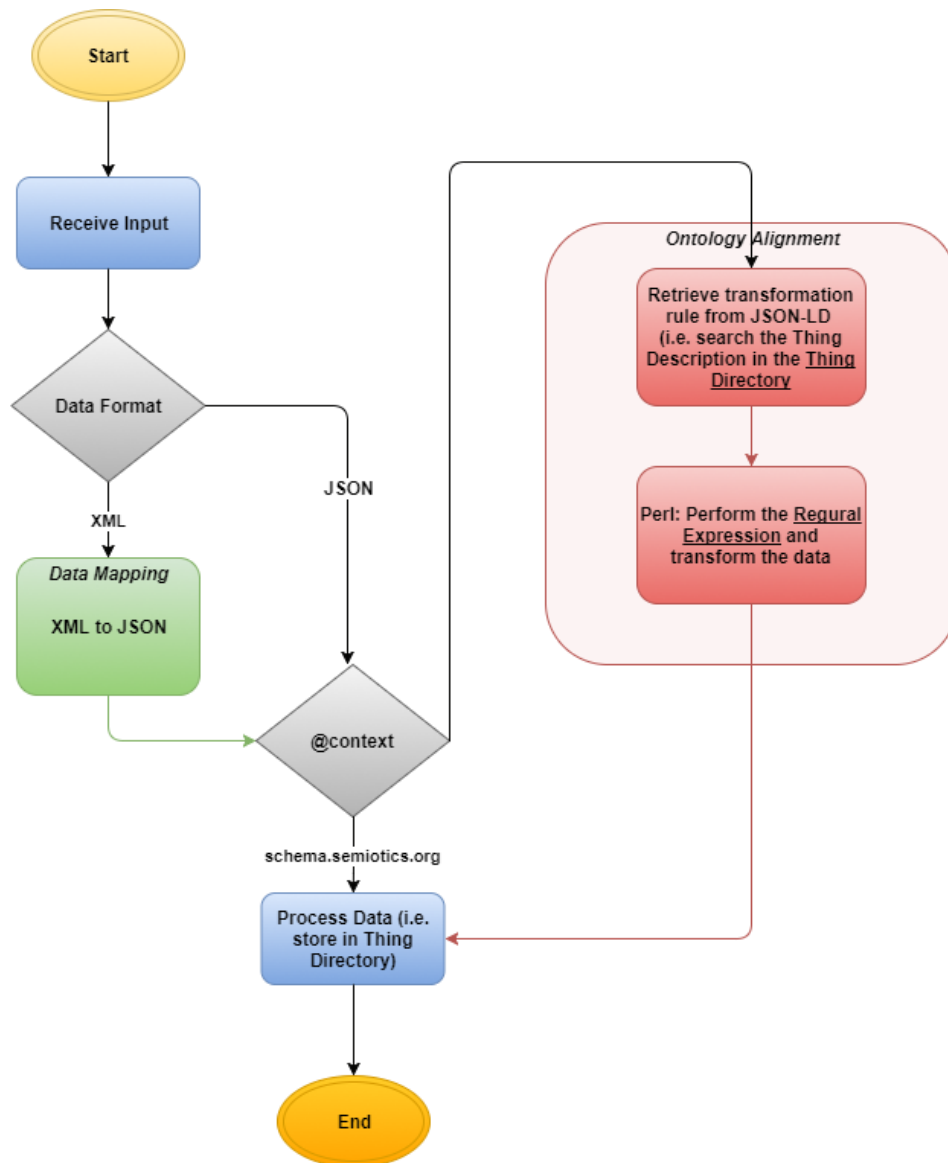 Start
Receive Input
Data Format
XML
JSON
Data Mapping
XML to JSON
@context
schema.semiotics.org
Process Data (i.e.
store in Thing
Directory)
End
Ontology Alignment
Retrieve transformation
rule from JSON-LD
(i.e. search the Thing
Description in the Thing
Directory
Perl: Perform the Regural
Expression and
transform the data